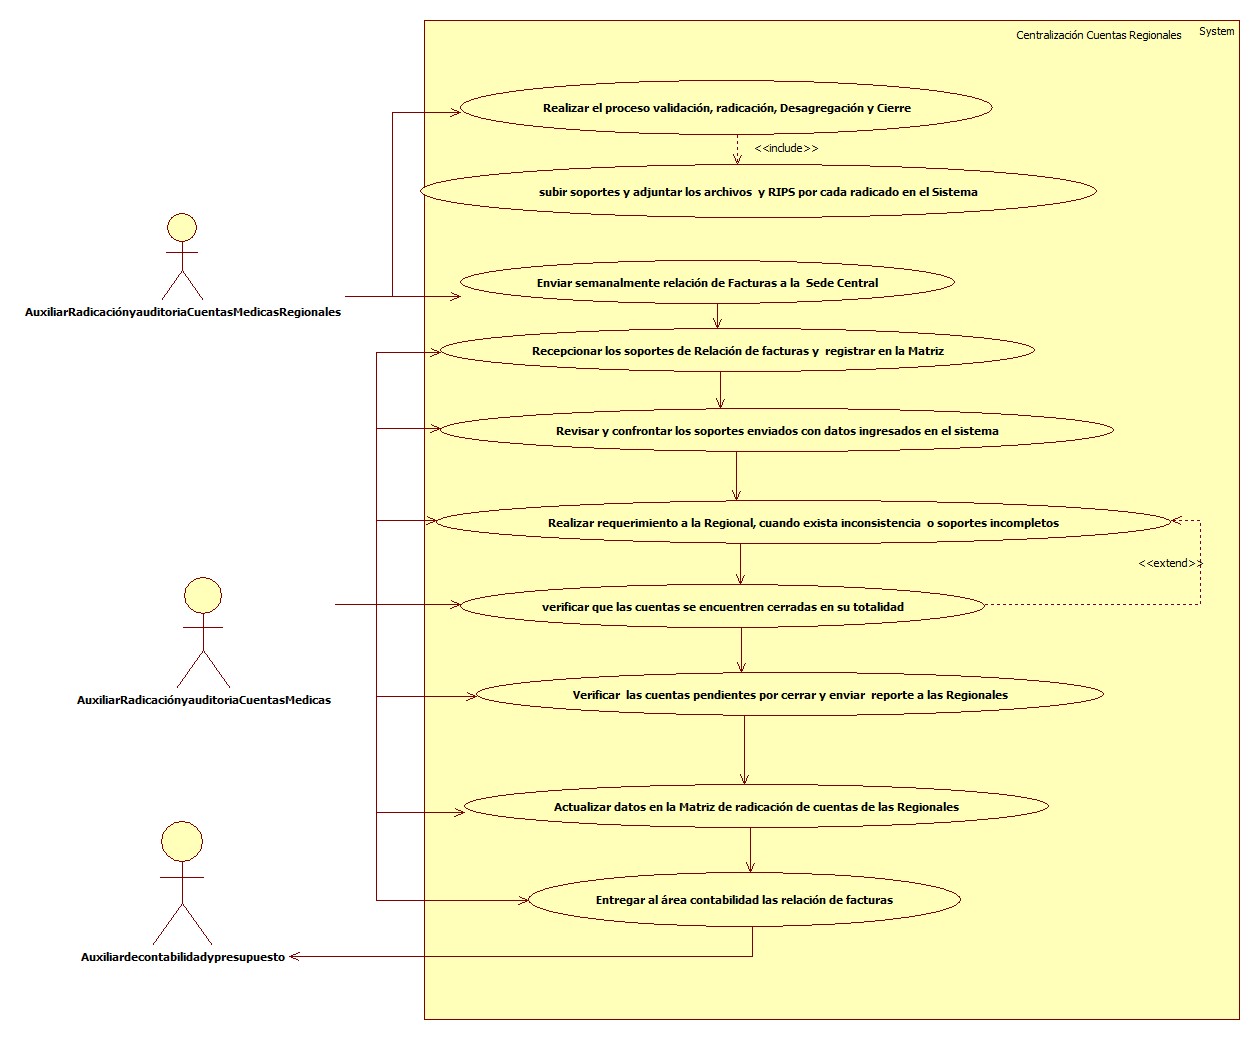 System
Centralización Cuentas Regionales
Realizar el proceso validación, radicación, Desagregación y Cierre
<<include>>
subir soportes y adjuntar los archivos y RIPS por cada radicado en el Sistema
Enviar semanalmente relación de Facturas a la Sede Central
AuxiliarRadicaciónyauditoriaCuentasMedicasRegionales
Recepcionar los soportes de Relación de facturas y registrar en la Matriz
Revisar y confrontar los soportes enviados con datos ingresados en el sistema
Realizar requerimiento a la Regional, cuando exista inconsistencia o soportes incompletos
<<extend>>
verificar que las cuentas se encuentren cerradas en su totalidad
Verificar las cuentas pendientes por cerrar y enviar reporte a las Regionales
AuxiliarRadicaciónyauditoriaCuentasMedicas
Actualizar datos en la Matriz de radicación de cuentas de las Regionales
Entregar al área contabilidad las relación de facturas
Auxiliardecontabilidadypresupuesto